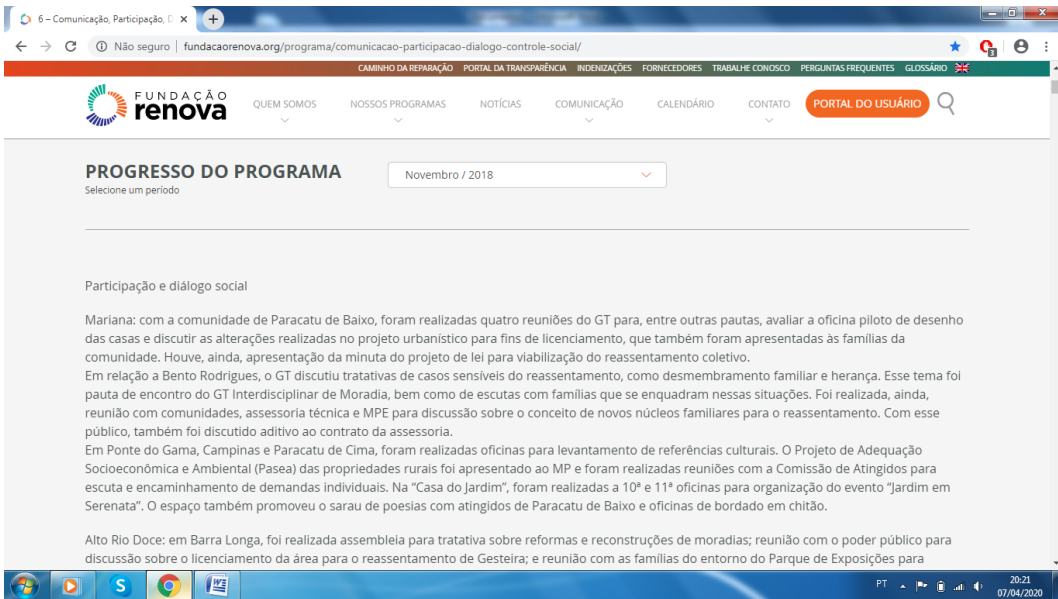 6 – Comunicação, Participação, D
Não seguro | fundacaorenova.org/programa/comunicacao-participacao-dialogo-controle-social/
CAMINHO DA REPARAÇÃO PORTAL DA TRANSPARÊNCIA INDENIZAÇÕES FORNECEDORES TRABALHE CONOSCO PERGUNTAS FREQUENTES GLOSSÁRIO
FUNDAÇÃO
renova
QUEM SOMOS NOSSOS PROGRAMAS NOTÍCIAS COMUNICAÇÃO CALENDÁRIO CONTATO PORTAL DO USUÁRIO
PROGRESSO DO PROGRAMA
Selecione um período
Novembro / 2018
Participação e diálogo social
Mariana: com a comunidade de Paracatu de Baixo, foram realizadas quatro reuniões do GT para, entre outras pautas, avaliar a oficina piloto de desenho
das casas e discutir as alterações realizadas no projeto urbanístico para fins de licenciamento, que também foram apresentadas às famílias da
comunidade. Houve, ainda, apresentação da minuta do projeto de lei para viabilização do reassentamento coletivo.
Em relação a Bento Rodrigues, o GT discutiu tratativas de casos sensíveis do reassentamento, como desmembramento familiar e herança. Esse tema foi
pauta de encontro do GT Interdisciplinar de Moradia, bem como de escutas com famílias que se enquadram nessas situações. Foi realizada, ainda,
reunião com comunidades, assessoria técnica e MPE para discussão sobre o conceito de novos núcleos familiares para o reassentamento. Com esse
público, também foi discutido aditivo ao contrato da assessoria.
Em Ponte do Gama, Campinas e Paracatu de Cima, foram realizadas oficinas para levantamento de referências culturais. O Projeto de Adequação
Socioeconômica e Ambiental (Pasea) das propriedades rurais foi apresentado ao MP e foram realizadas reuniões com a Comissão de Atingidos para
escuta e encaminhamento de demandas individuais. Na “Casa do Jardim”, foram realizadas a 10ª e 11ª oficinas para organização do evento “Jardim em
Serenata”. O espaço também promoveu o sarau de poesias com atingidos de Paracatu de Baixo e oficinas de bordado em chitão.
Alto Rio Doce: em Barra Longa, foi realizada assembleia para tratativa sobre reformas e reconstruções de moradias; reunião com o poder público para
discussão sobre o licenciamento da área para o reassentamento de Gesteira; e reunião com as famílias do entorno do Parque de Exposições para
PT
20:21
07/04/2020